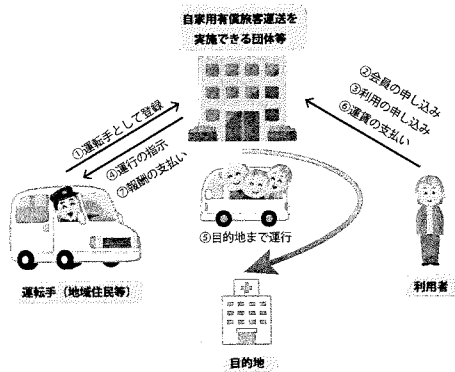 自家用有償旅客運送を
実施できる団体等
①運転手として登録
④運行の指示
⑦報酬の支払い
②会員の申し込み
③利用の申し込み
⑥運賃の支払い
⑤目的地まで運行
運転手（地域住民等）
利用者
目的地